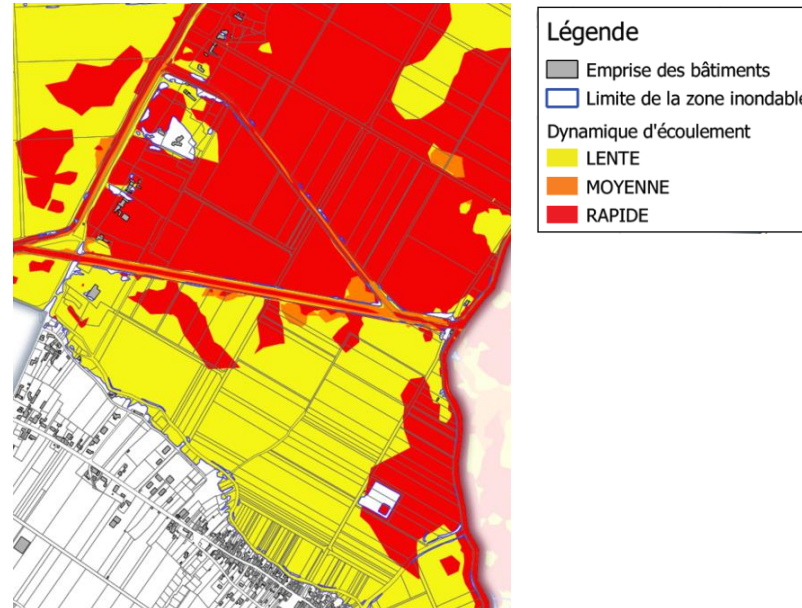 Légende
Emprise des bâtiments
Limite de la zone inondable
Dynamique d'écoulement
LENTE
MOYENNE
RAPIDE